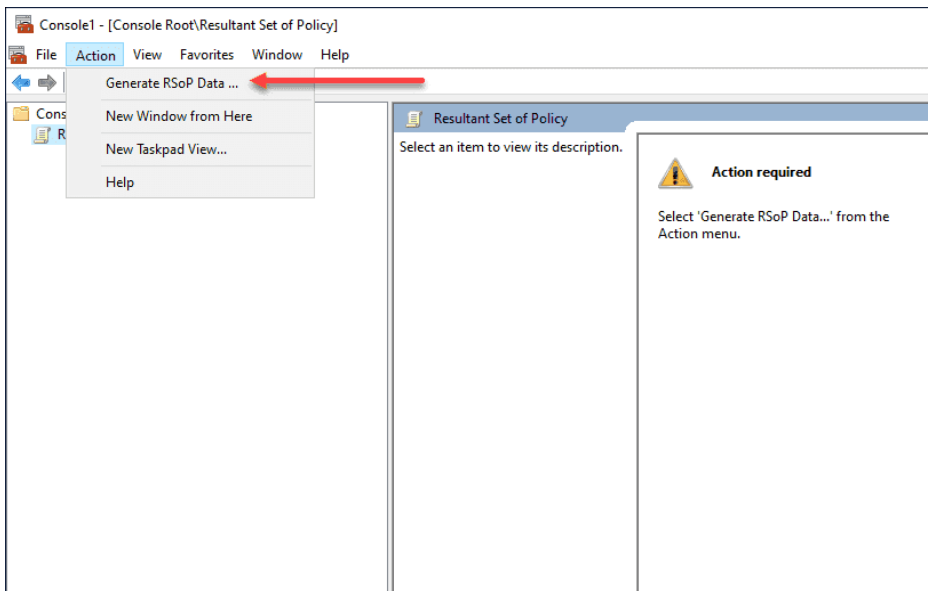 Console1 - [Console Root\Resultant Set of Policy]
File Action View Favorites Window Help
Generate RSoP Data ...
New Window from Here
New Taskpad View...
Help
Cons
R
Resultant Set of Policy
Select an item to view its description.
Action required
Select 'Generate RSoP Data...' from the
Action menu.